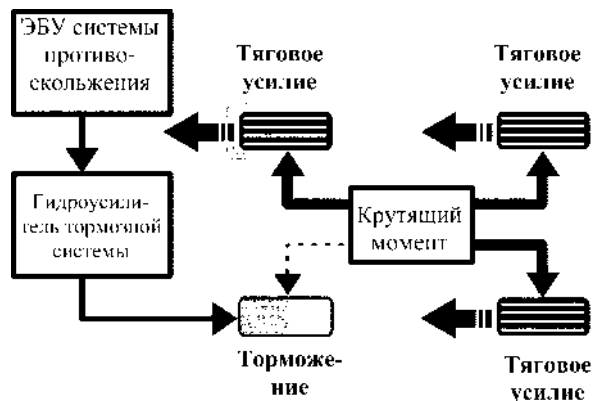 ЭБУ системы
противо-
скольжения
Тяговое
усилие
Тяговое
усилие
Гидроусили-
тель тормозной
системы
Крутящий
момент
Торможе-
ние
Тяговое
усилие